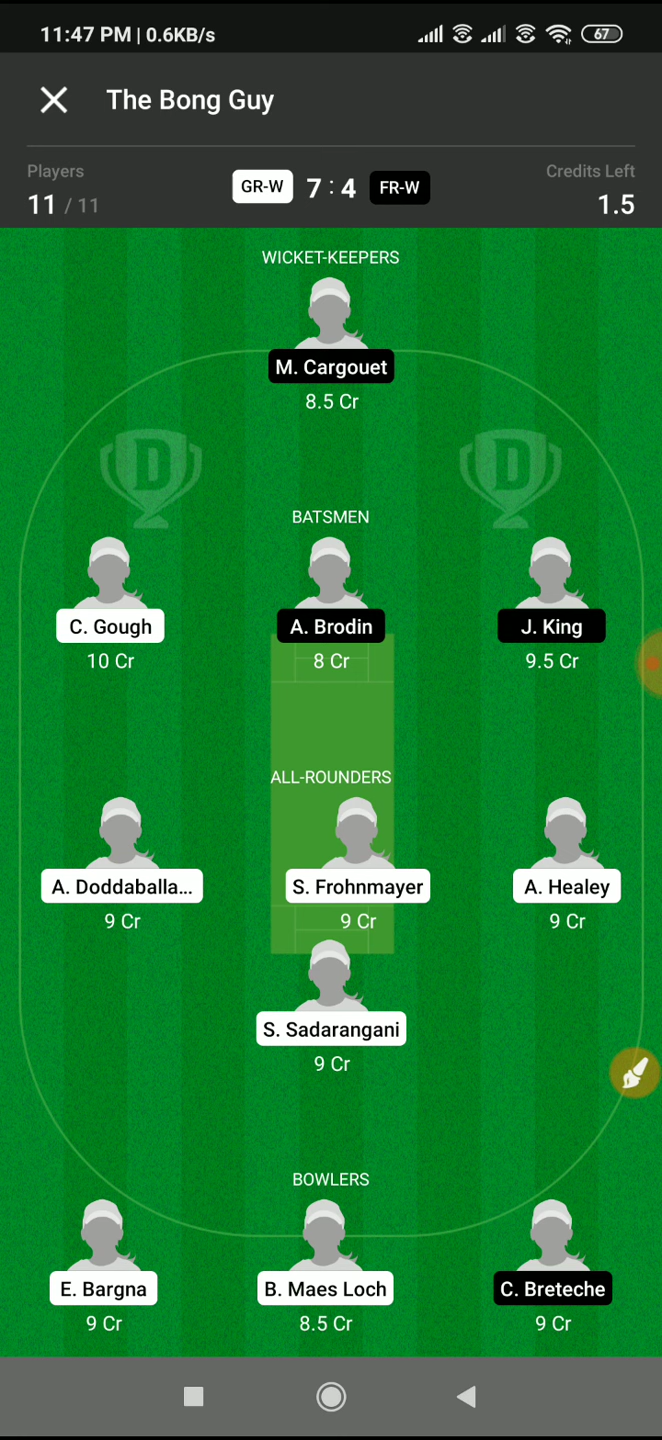 11:47 PM | 0.6KB/s 67
The Bong Guy
Players Credits Left
11 / 11 GR-W 7 : 4 FR-W 1.5
WICKET-KEEPERS
M. Cargouet
8.5 Cr
D D
BATSMEN
C. Gough A. Brodin J. King
10 Cr 8 Cr 9.5 Cr
ALL-ROUNDERS
A. Doddaballa... S. Frohnmayer A. Healey
9 Cr 9 Cr 9 Cr
S. Sadarangani
9 Cr
BOWLERS
E. Bargna B. Maes Loch C. Breteche
9 Cr 8.5 Cr 9 Cr